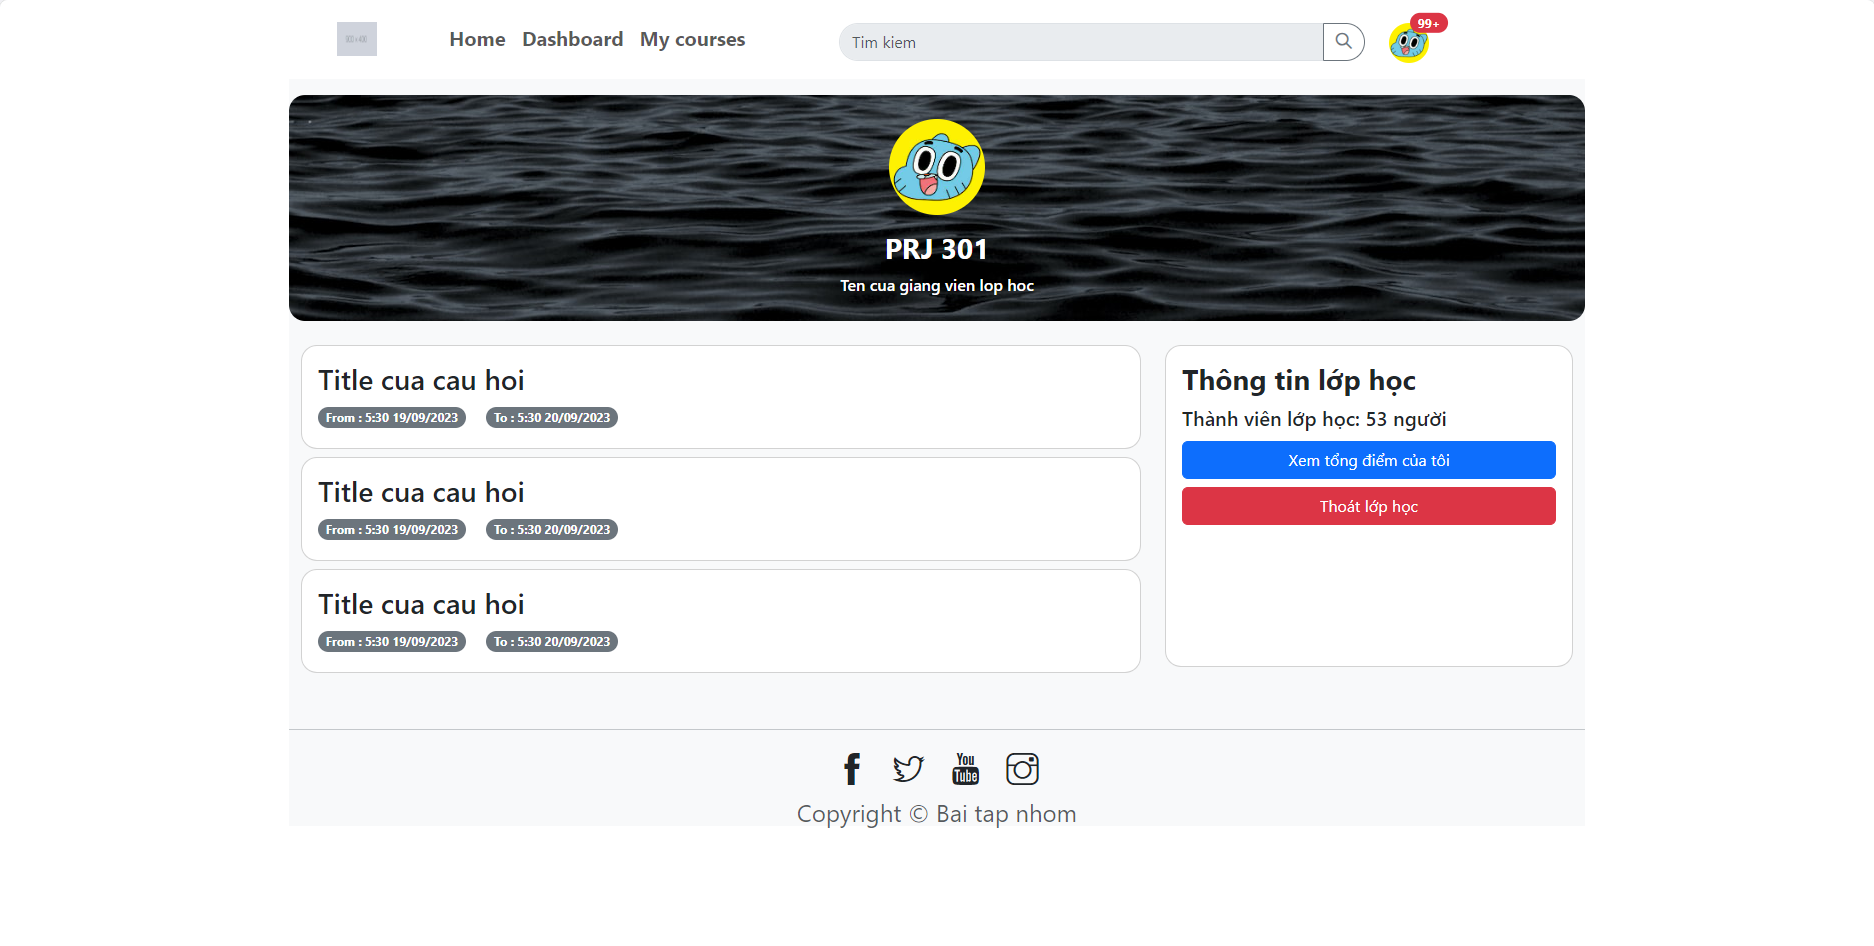 Home Dashboard My courses
Tim kiem
99+
PRJ 301
Ten cua giang vien lop hoc
Title cua cau hoi
From : 5:30 19/09/2023 To : 5:30 20/09/2023
Title cua cau hoi
From : 5:30 19/09/2023 To : 5:30 20/09/2023
Title cua cau hoi
From : 5:30 19/09/2023 To : 5:30 20/09/2023
Thông tin lớp học
Thành viên lớp học: 53 người
Xem tổng điểm của tôi
Thoát lớp học
You
Tube
Copyright © Bai tap nhom